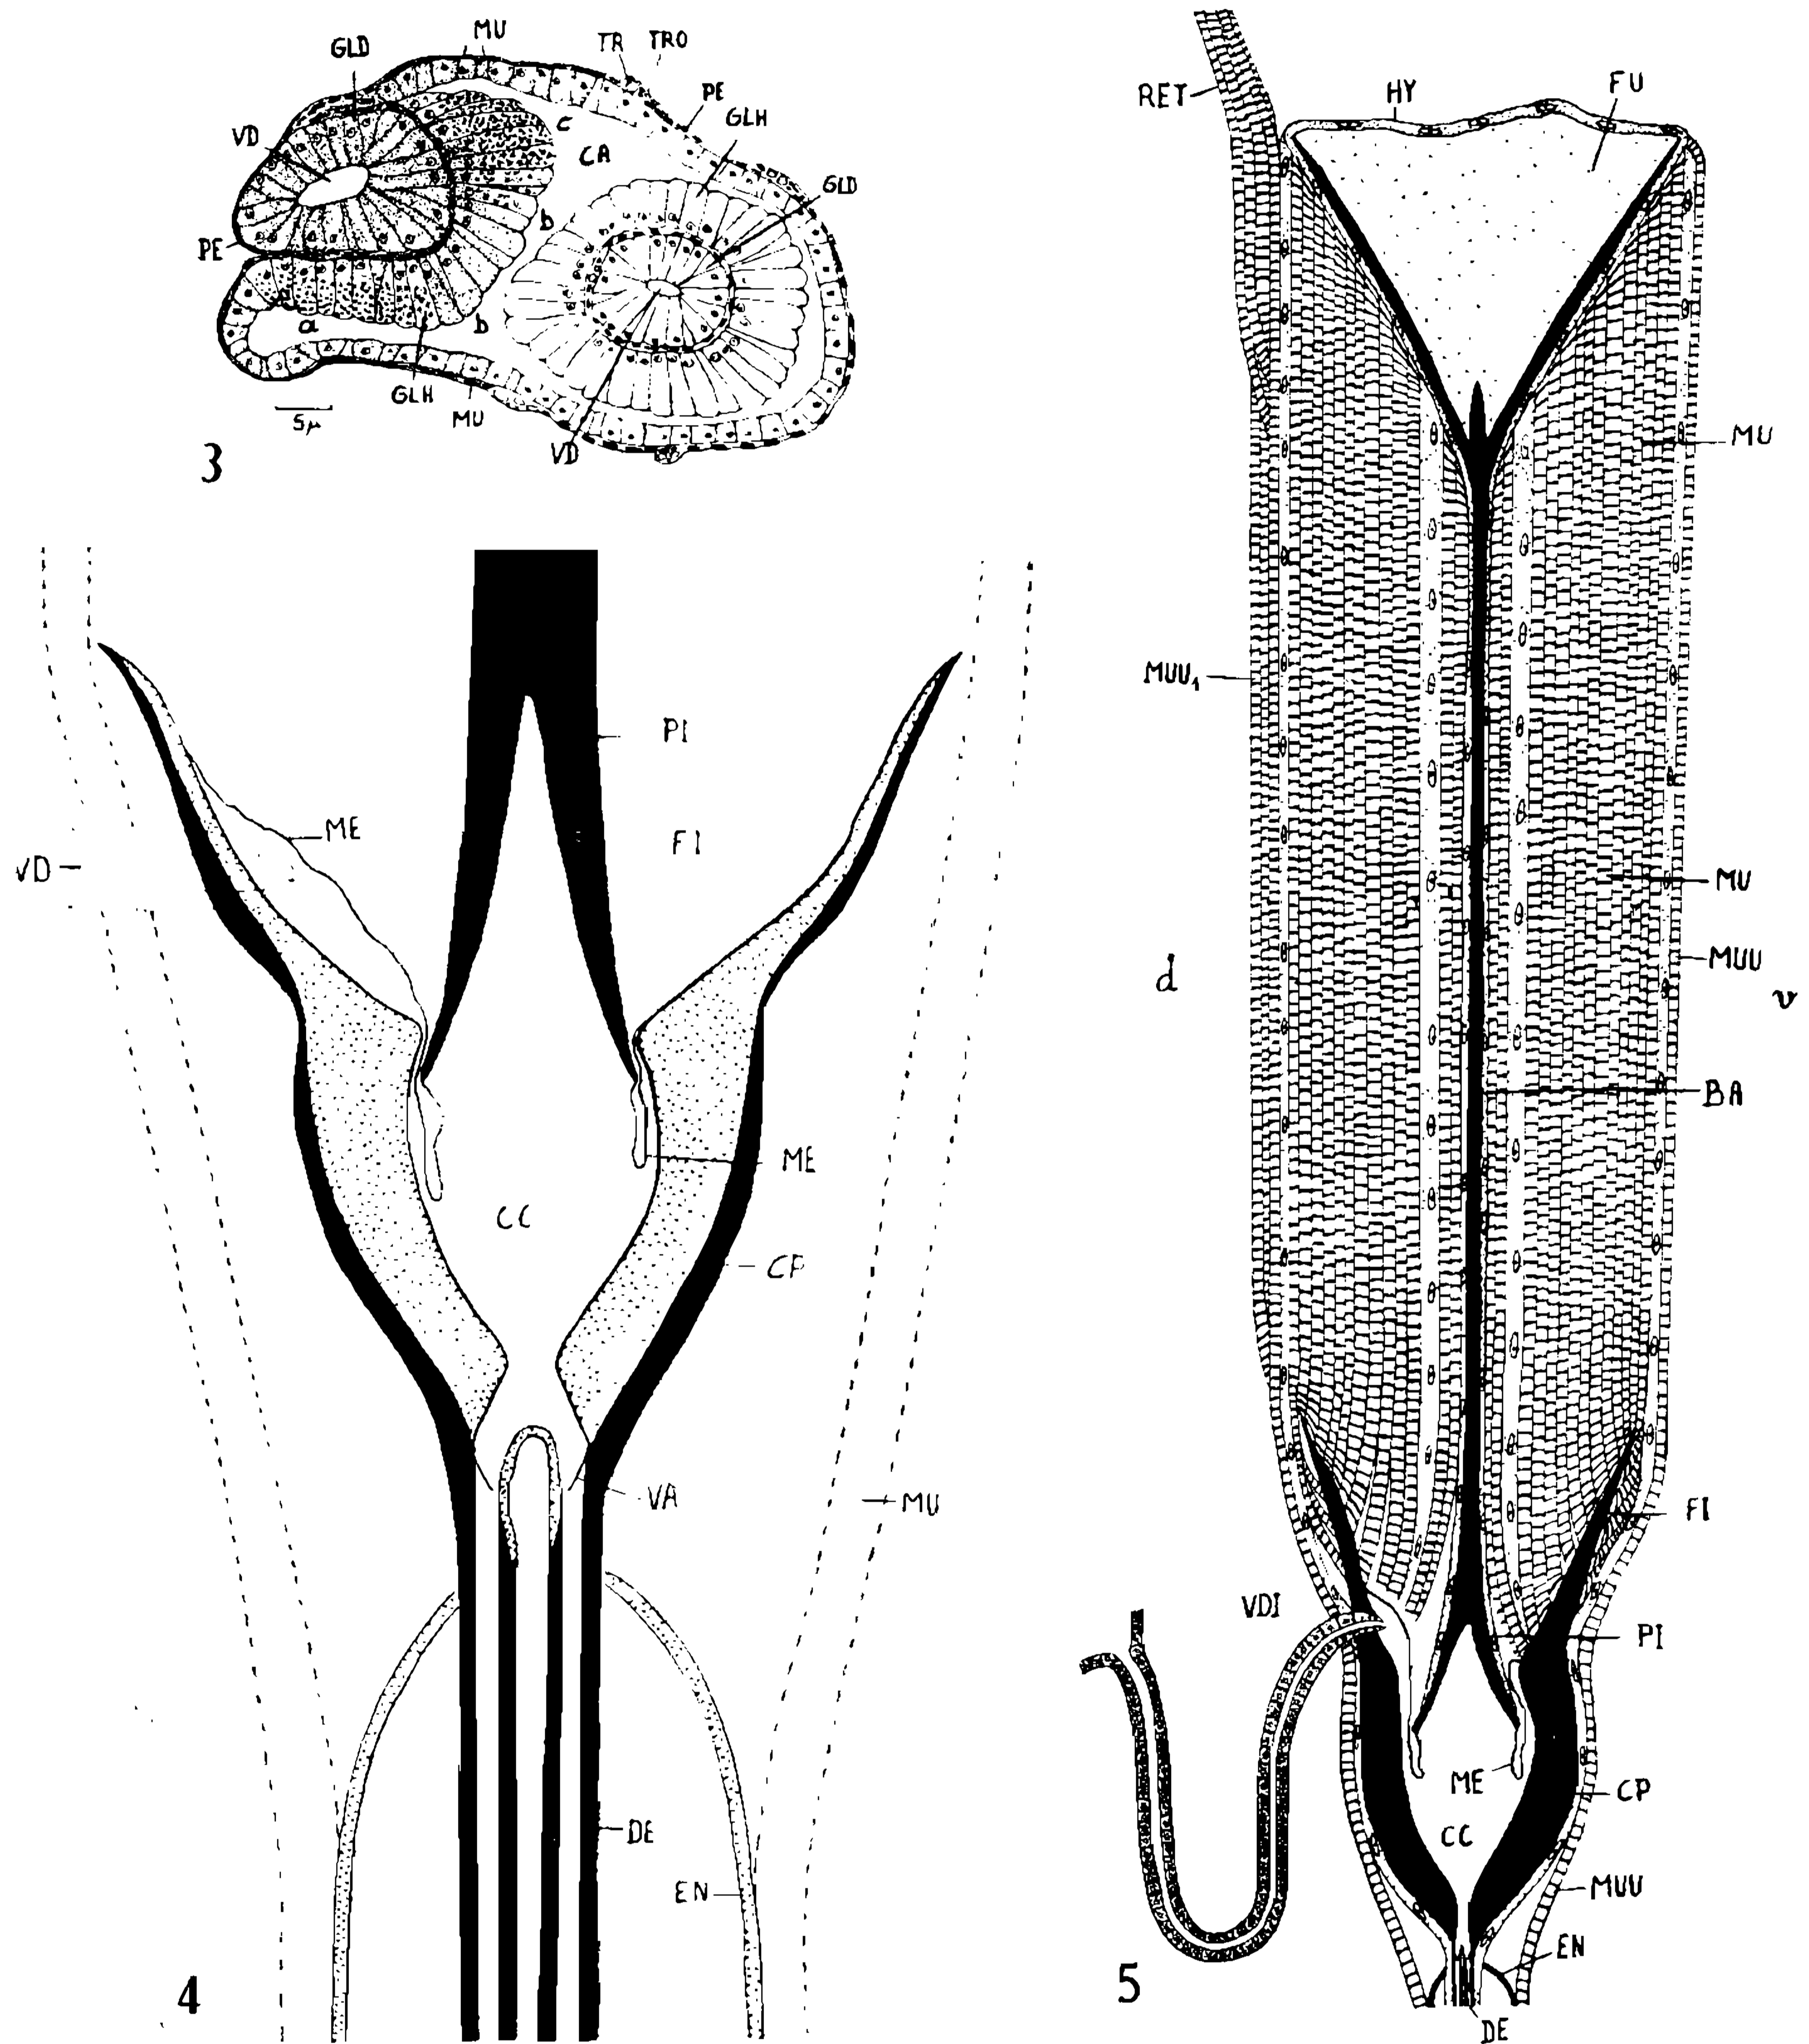 MU
GLD
TR TRO
PE
GLH
VD
c
CA
GLD
b
PE
a
b
GLH
MU
5μ
VD
3
PI
ME
FI
VD
ME
CC
CP
VA
MU
DE
EN
4
RET
HY
FU
MU
MUU₁
MU
MUU
d
v
BA
FI
VDI
PI
ME
CP
CC
MUU
EN
5
DE